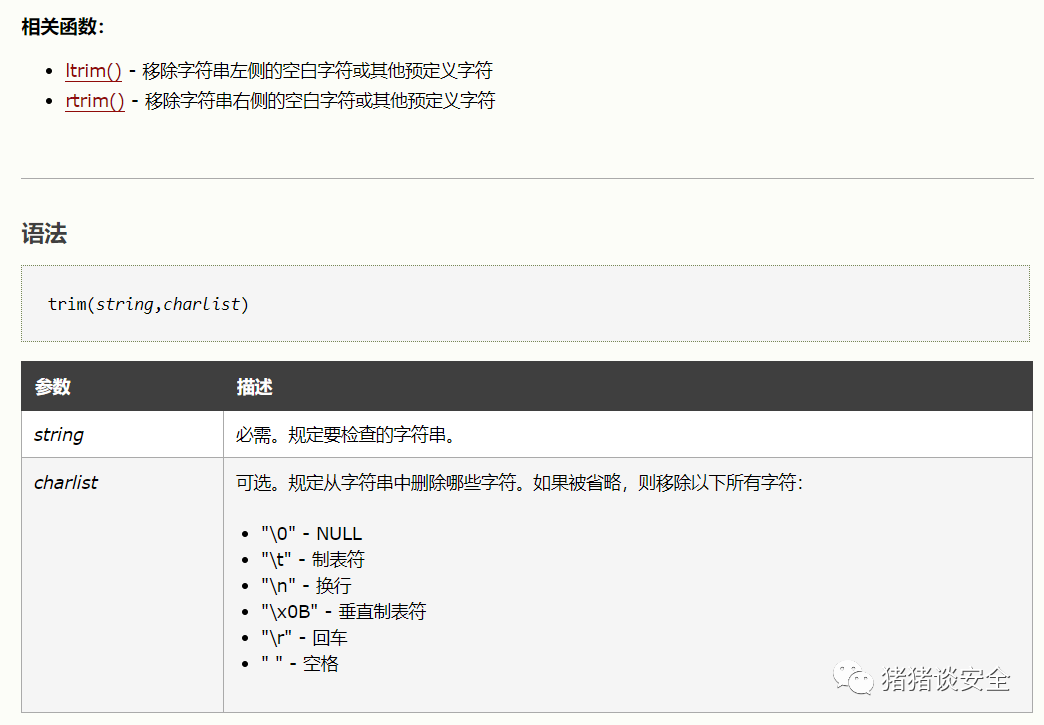 相关函数：
• ltrim() - 移除字符串左侧的空白字符或其他预定义字符
• rtrim() - 移除字符串右侧的空白字符或其他预定义字符
语法
trim(string,charlist)
参数 描述
string 必需。规定要检查的字符串。
charlist 可选。规定从字符串中删除哪些字符。如果被省略，则移除以下所有字符：
• "\0" - NULL
• "\t" - 制表符
• "\n" - 换行
• "\x0B" - 垂直制表符
• "\r" - 回车
• " " - 空格
猪猪谈安全